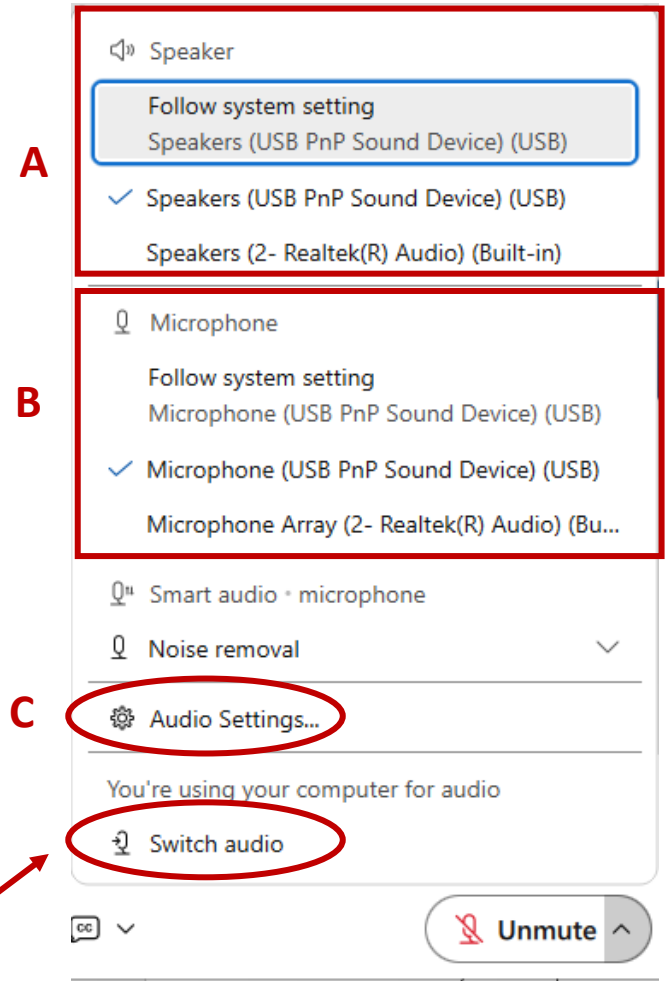 Speaker
Follow system setting
Speakers (USB PnP Sound Device) (USB)
A
Speakers (USB PnP Sound Device) (USB)
Speakers (2- Realtek(R) Audio) (Built-in)
Microphone
Follow system setting
B
Microphone (USB PnP Sound Device) (USB)
Microphone (USB PnP Sound Device) (USB)
Microphone Array (2- Realtek(R) Audio) (Bu...
Smart audio • microphone
Noise removal
C
Audio Settings...
You're using your computer for audio
Switch audio
CC
Unmute